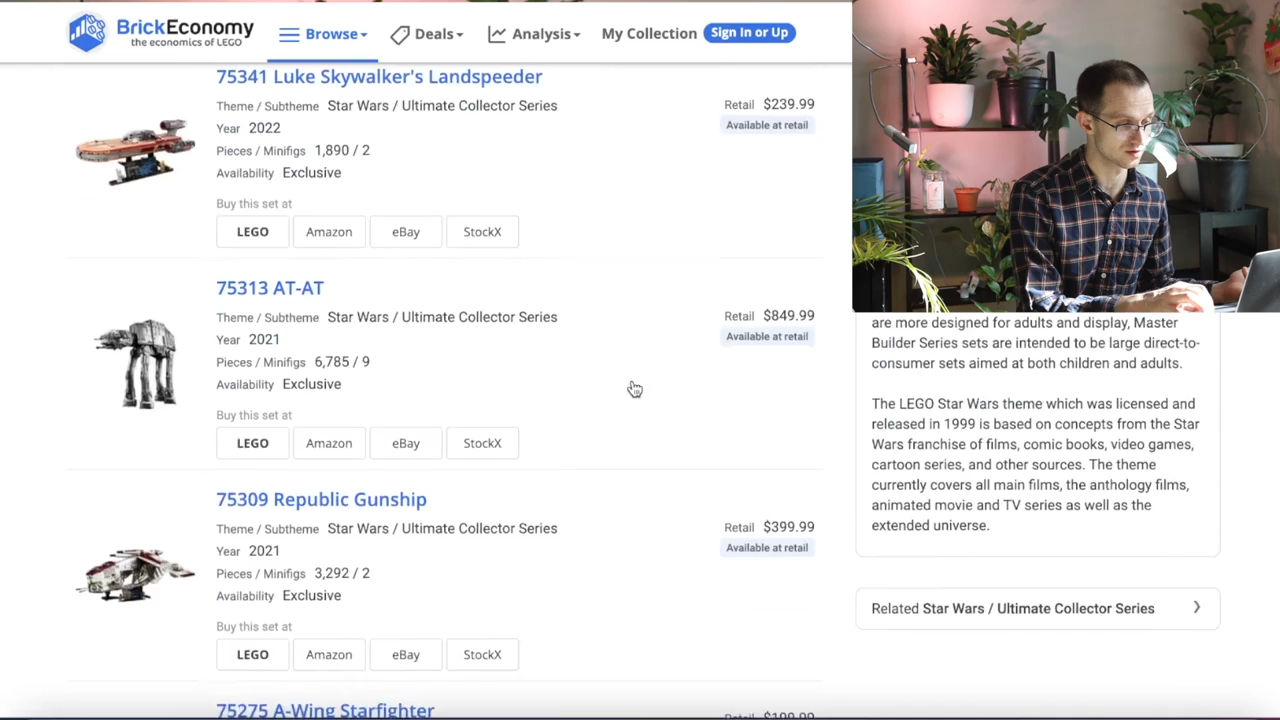 BrickEconomy
the economics of LEGO
Browse
Deals
Analysis
My Collection
Sign In or Up
75341 Luke Skywalker's Landspeeder
Theme / Subtheme Star Wars / Ultimate Collector Series
Year 2022
Pieces / Minifigs 1,890 / 2
Availability Exclusive
Buy this set at
LEGO Amazon eBay StockX
Retail $239.99
Available at retail
75313 AT-AT
Theme / Subtheme Star Wars / Ultimate Collector Series
Year 2021
Pieces / Minifigs 6,785 / 9
Availability Exclusive
Buy this set at
LEGO Amazon eBay StockX
Retail $849.99
Available at retail
75309 Republic Gunship
Theme / Subtheme Star Wars / Ultimate Collector Series
Year 2021
Pieces / Minifigs 3,292 / 2
Availability Exclusive
Buy this set at
LEGO Amazon eBay StockX
Retail $399.99
Available at retail
75275 A-Wing Starfighter
Retail $199.99
are more designed for adults and display, Master
Builder Series sets are intended to be large direct-to-
consumer sets aimed at both children and adults.
The LEGO Star Wars theme which was licensed and
released in 1999 is based on concepts from the Star
Wars franchise of films, comic books, video games,
cartoon series, and other sources. The theme
currently covers all main films, the anthology films,
animated movie and TV series as well as the
extended universe.
Related Star Wars / Ultimate Collector Series